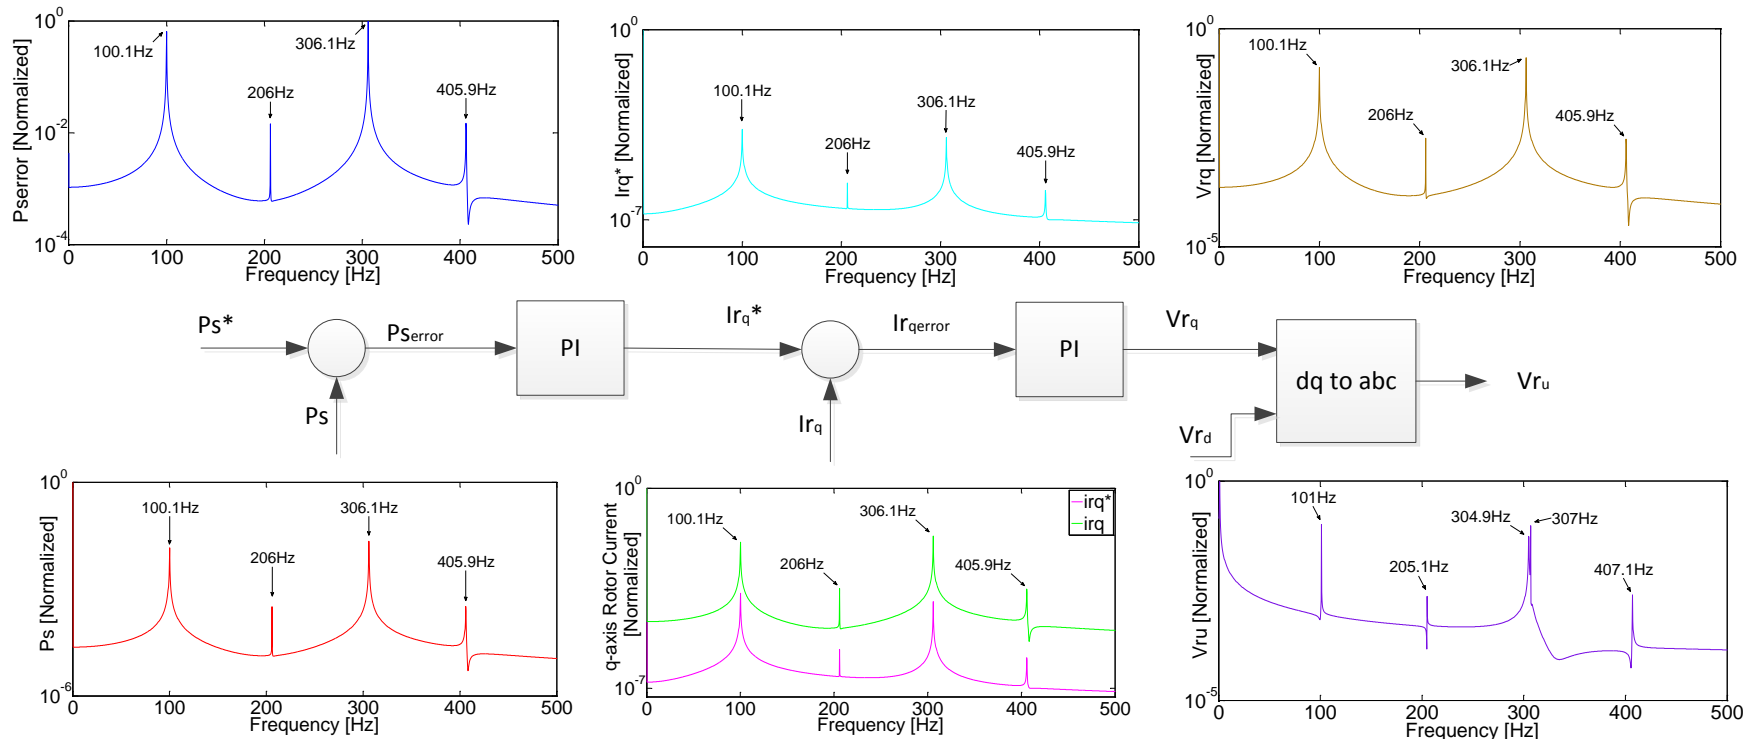 Pserror [Normalized]
10^0
10^-2
10^-4
100.1Hz
206Hz
306.1Hz
405.9Hz
0 100 200 300 400 500
Frequency [Hz]
Irq* [Normalized]
10^0
10^-7
100.1Hz
206Hz
306.1Hz
405.9Hz
0 100 200 300 400 500
Frequency [Hz]
Vrq [Normalized]
10^0
10^-5
100.1Hz
206Hz
306.1Hz
405.9Hz
0 100 200 300 400 500
Frequency [Hz]
Ps*
Ps
Pserror
PI
Irq*
Irq
Irqerror
PI
Vrq
Vrd
dq to abc
Vru
Ps [Normalized]
10^0
10^-6
100.1Hz
206Hz
306.1Hz
405.9Hz
0 100 200 300 400 500
Frequency [Hz]
q-axis Rotor Current
[Normalized]
10^0
10^-7
100.1Hz
206Hz
306.1Hz
405.9Hz
irq*
irq
0 100 200 300 400 500
Frequency [Hz]
Vru [Normalized]
10^0
10^-5
101Hz
205.1Hz
304.9Hz
307Hz
407.1Hz
0 100 200 300 400 500
Frequency [Hz]